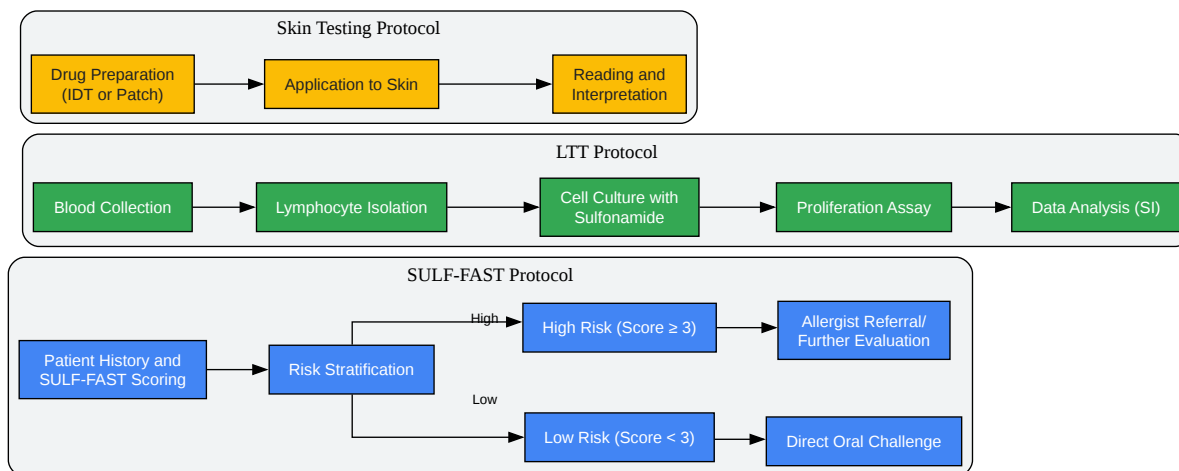 Skin Testing Protocol
Drug Preparation
(IDT or Patch)
Application to Skin
Reading and
Interpretation
LTT Protocol
Blood Collection
Lymphocyte Isolation
Cell Culture with
Sulfonamide
Proliferation Assay
Data Analysis (SI)
SULF-FAST Protocol
Patient History and
SULF-FAST Scoring
Risk Stratification
High
High Risk (Score ≥ 3)
Allergist Referral/
Further Evaluation
Low
Low Risk (Score < 3)
Direct Oral Challenge